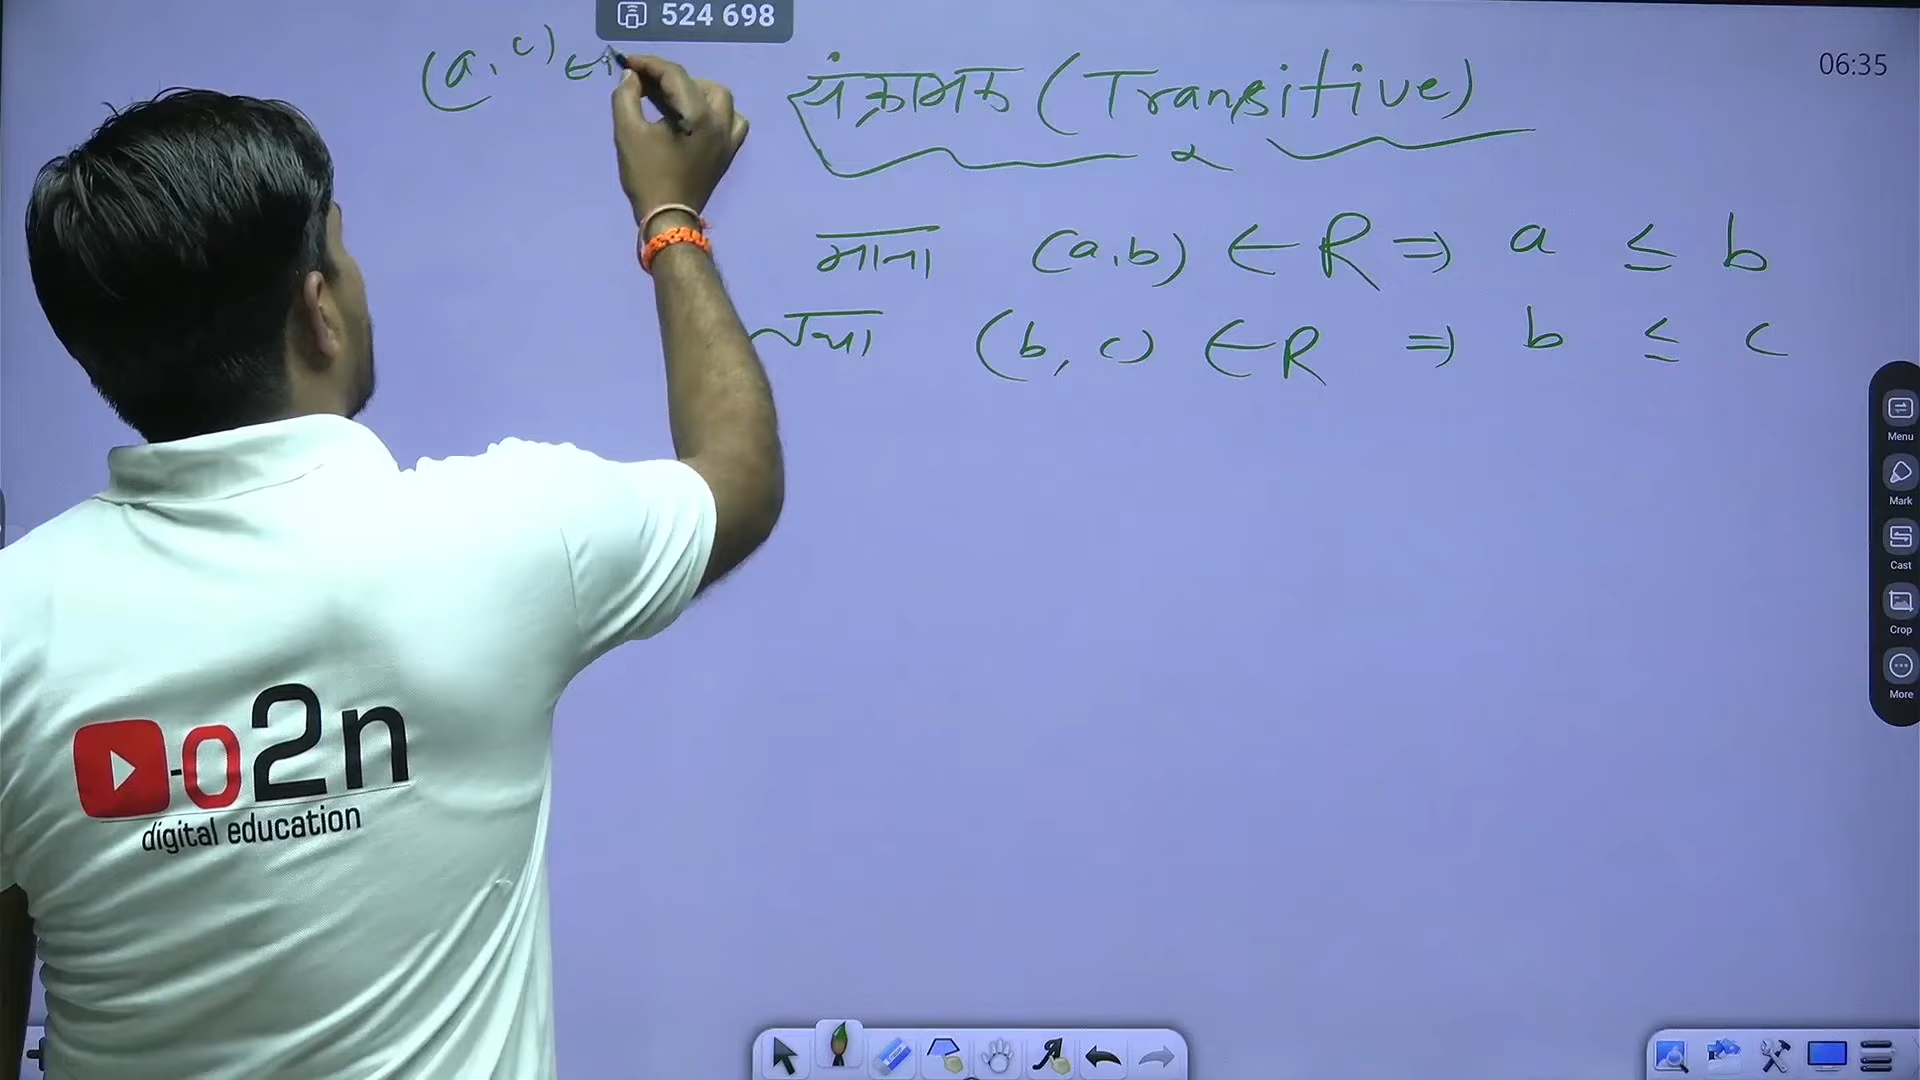 524 698
06:35
(a, c) ∈
संक्रामक (Transitive)
माना (a, b) ∈ R ⇒ a ≤ b
तथा (b, c) ∈ R ⇒ b ≤ c
Menu
Mark
Cast
Crop
More
o2n
digital education